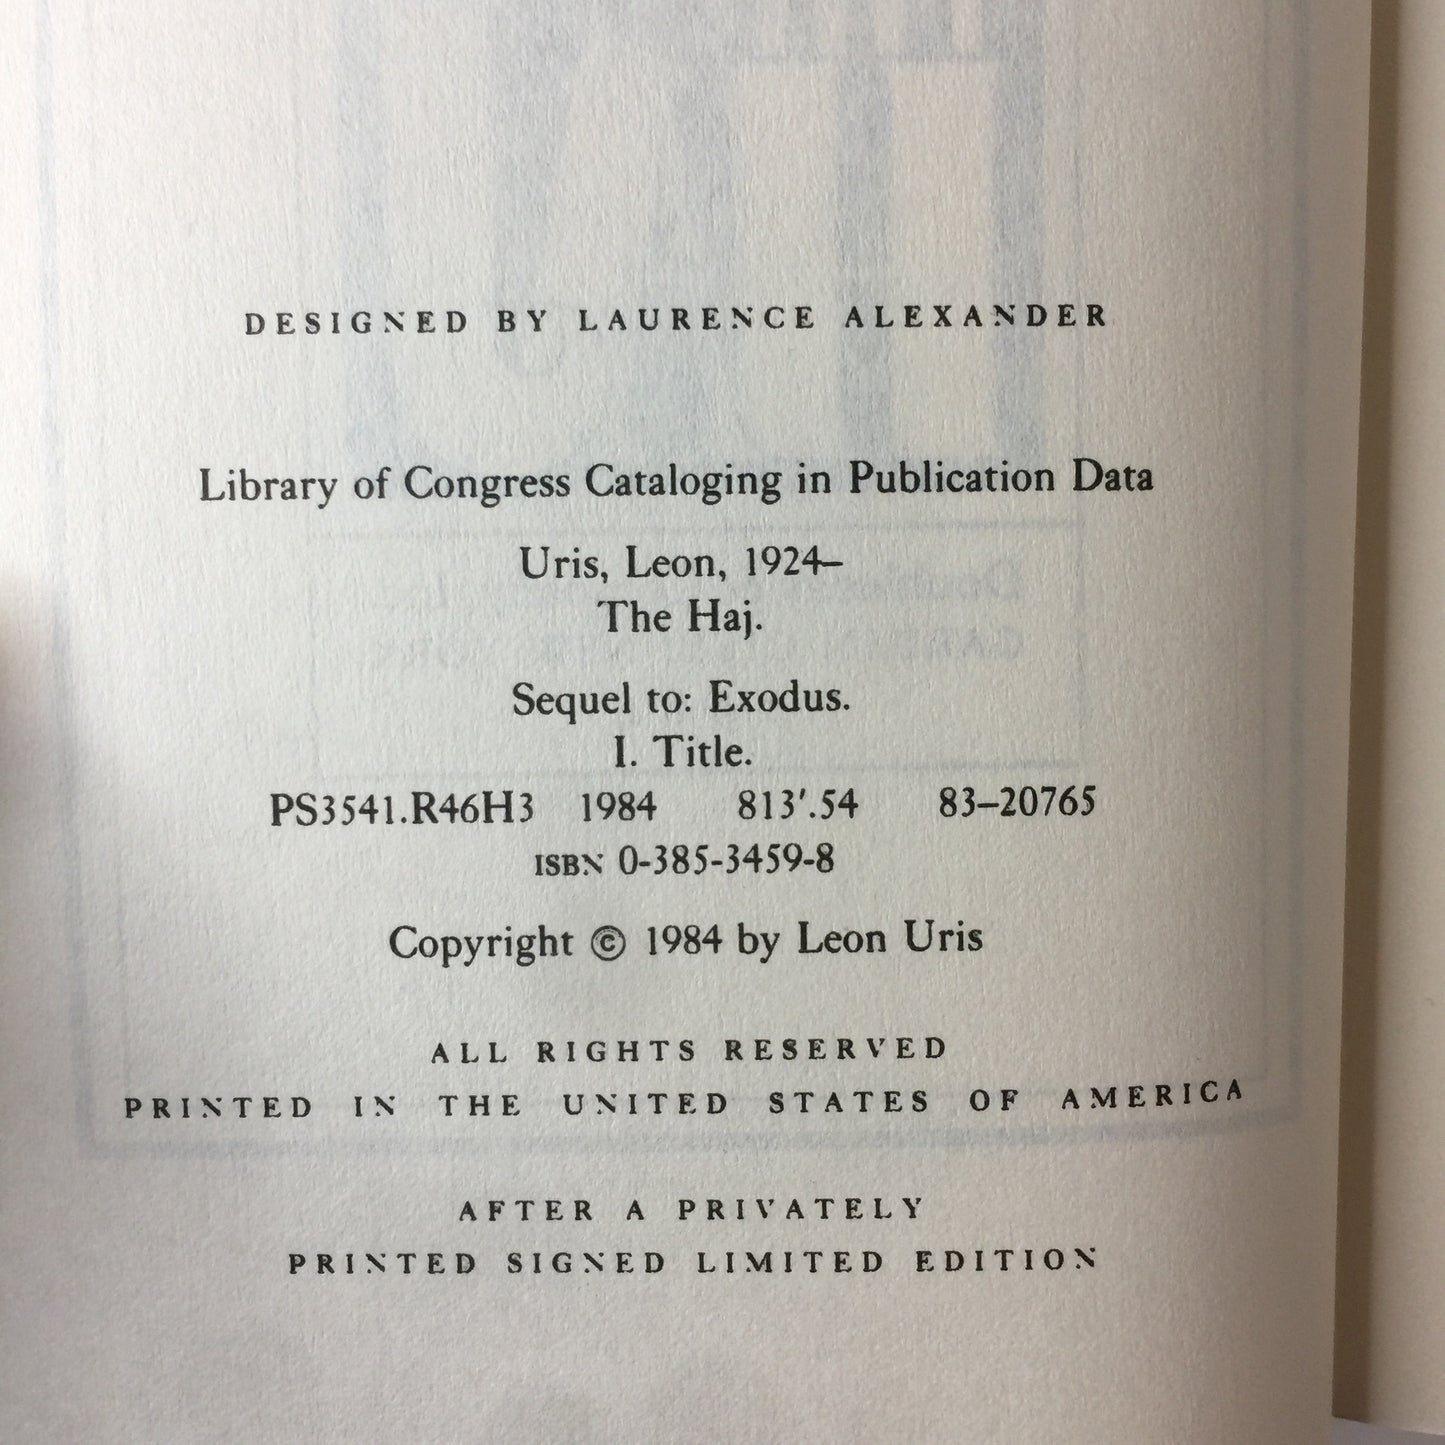 DESIGNED BY LAURENCE ALEXANDER
Library of Congress Cataloging in Publication Data
Uris, Leon, 1924–
The Haj.
Sequel to: Exodus.
I. Title.
PS3541.R46H3 1984 813′.54 83–20765
ISBN 0-385-3459-8
Copyright © 1984 by Leon Uris
ALL RIGHTS RESERVED
PRINTED IN THE UNITED STATES OF AMERICA
AFTER A PRIVATELY
PRINTED SIGNED LIMITED EDITION